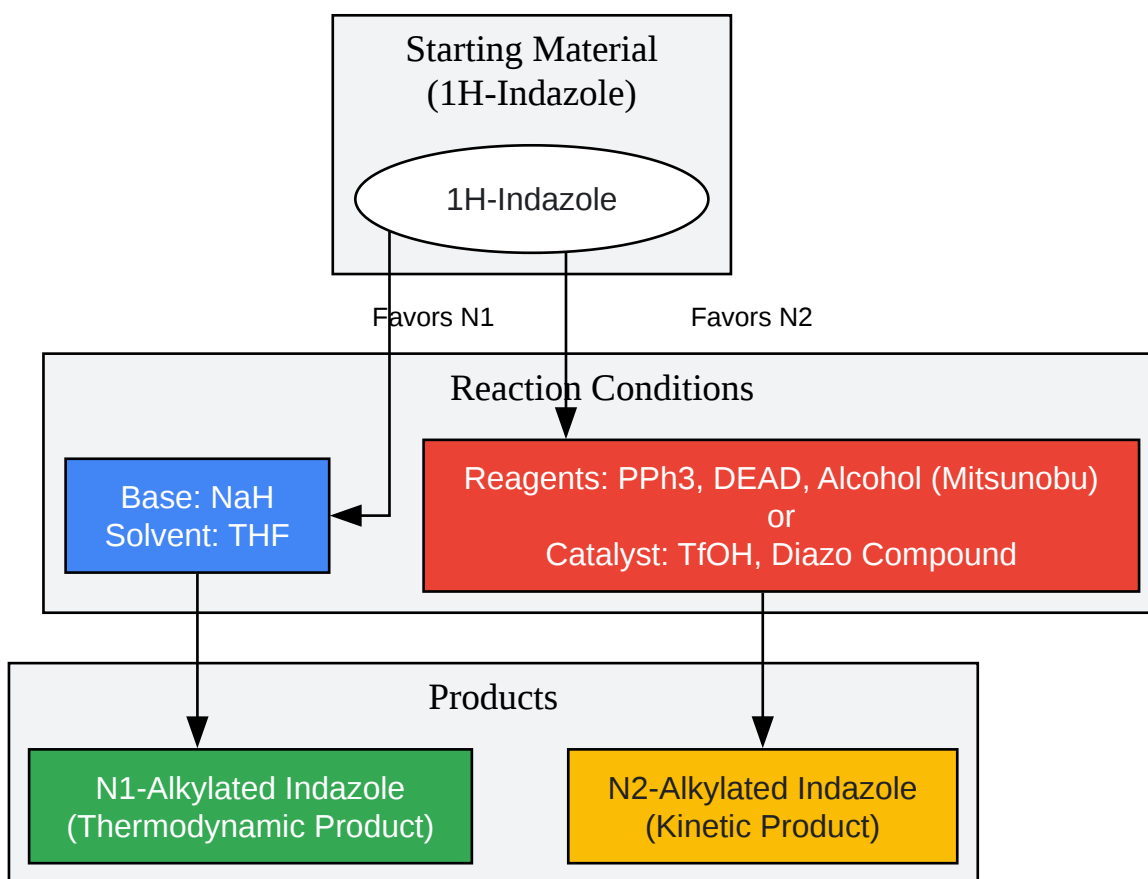 Starting Material
(1H-Indazole)
1H-Indazole
Favors N1
Favors N2
Reaction Conditions
Base: NaH
Solvent: THF
Reagents: PPh3, DEAD, Alcohol (Mitsunobu)
or
Catalyst: TfOH, Diazo Compound
Products
N1-Alkylated Indazole
(Thermodynamic Product)
N2-Alkylated Indazole
(Kinetic Product)